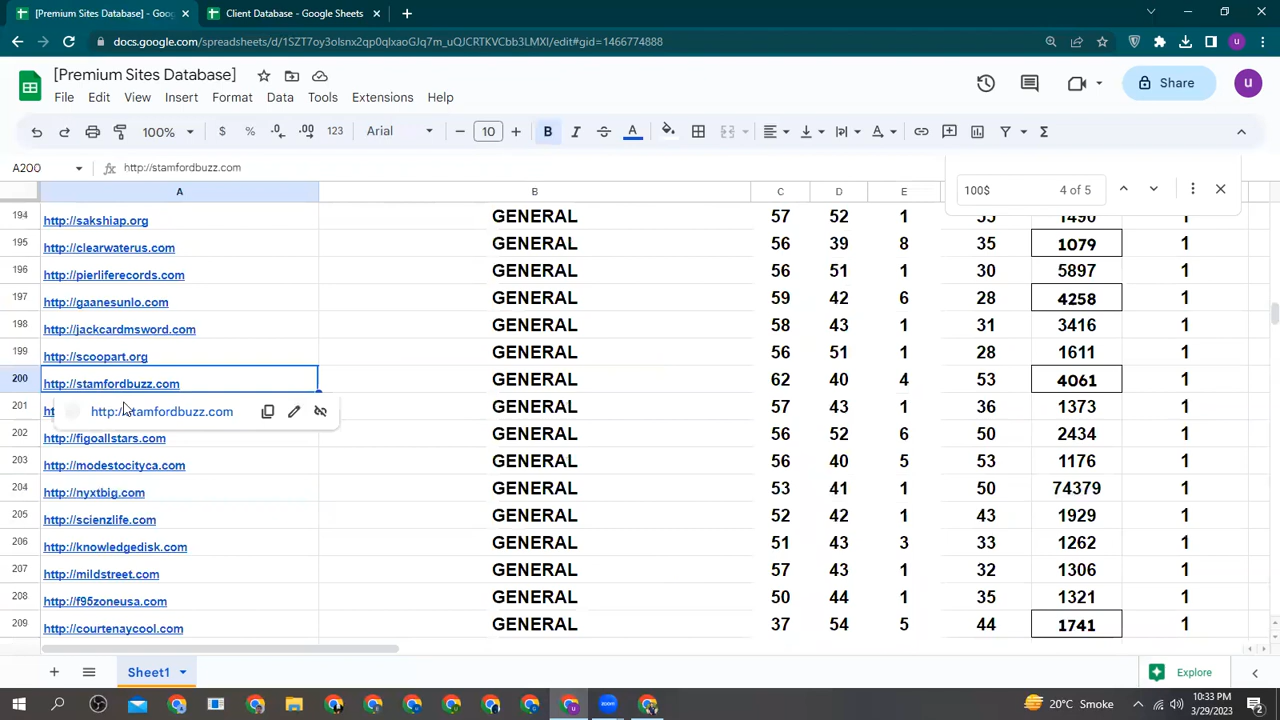 [Premium Sites Database] - Goo
Client Database - Google Sheets
docs.google.com/spreadsheets/d/1SZT7oy3olsnx2qp0qlxaoGJq7m_uQJCRTKVCbb3LMXI/edit#gid=1466774888
[Premium Sites Database]
File Edit View Insert Format Data Tools Extensions Help
Share
u
100% $ % .0 .00 123 Arial 10 B I A
A200 http://stamfordbuzz.com
100$ 4 of 5
A B C D E
194 http://sakshiap.org GENERAL 57 52 1 1490 1
195 http://clearwaterus.com GENERAL 56 39 8 35 1079 1
196 http://pierliferecords.com GENERAL 56 51 1 30 5897 1
197 http://gaanesunlo.com GENERAL 59 42 6 28 4258 1
198 http://jackcardmsword.com GENERAL 58 43 1 31 3416 1
199 http://scoopart.org GENERAL 56 51 1 28 1611 1
200 http://stamfordbuzz.com GENERAL 62 40 4 53 4061 1
201 http://stamfordbuzz.com GENERAL 57 43 1 36 1373 1
202 http://figoallstars.com GENERAL 56 52 6 50 2434 1
203 http://modestocityca.com GENERAL 56 40 5 53 1176 1
204 http://nyxtbig.com GENERAL 53 41 1 50 74379 1
205 http://scienzlife.com GENERAL 52 42 1 43 1929 1
206 http://knowledgedisk.com GENERAL 51 43 3 33 1262 1
207 http://mildstreet.com GENERAL 57 43 1 32 1306 1
208 http://f95zoneusa.com GENERAL 50 44 1 35 1321 1
209 http://courtenaycool.com GENERAL 37 54 5 44 1741 1
Sheet1
Explore
zoom
20°C Smoke
10:33 PM
3/29/2023